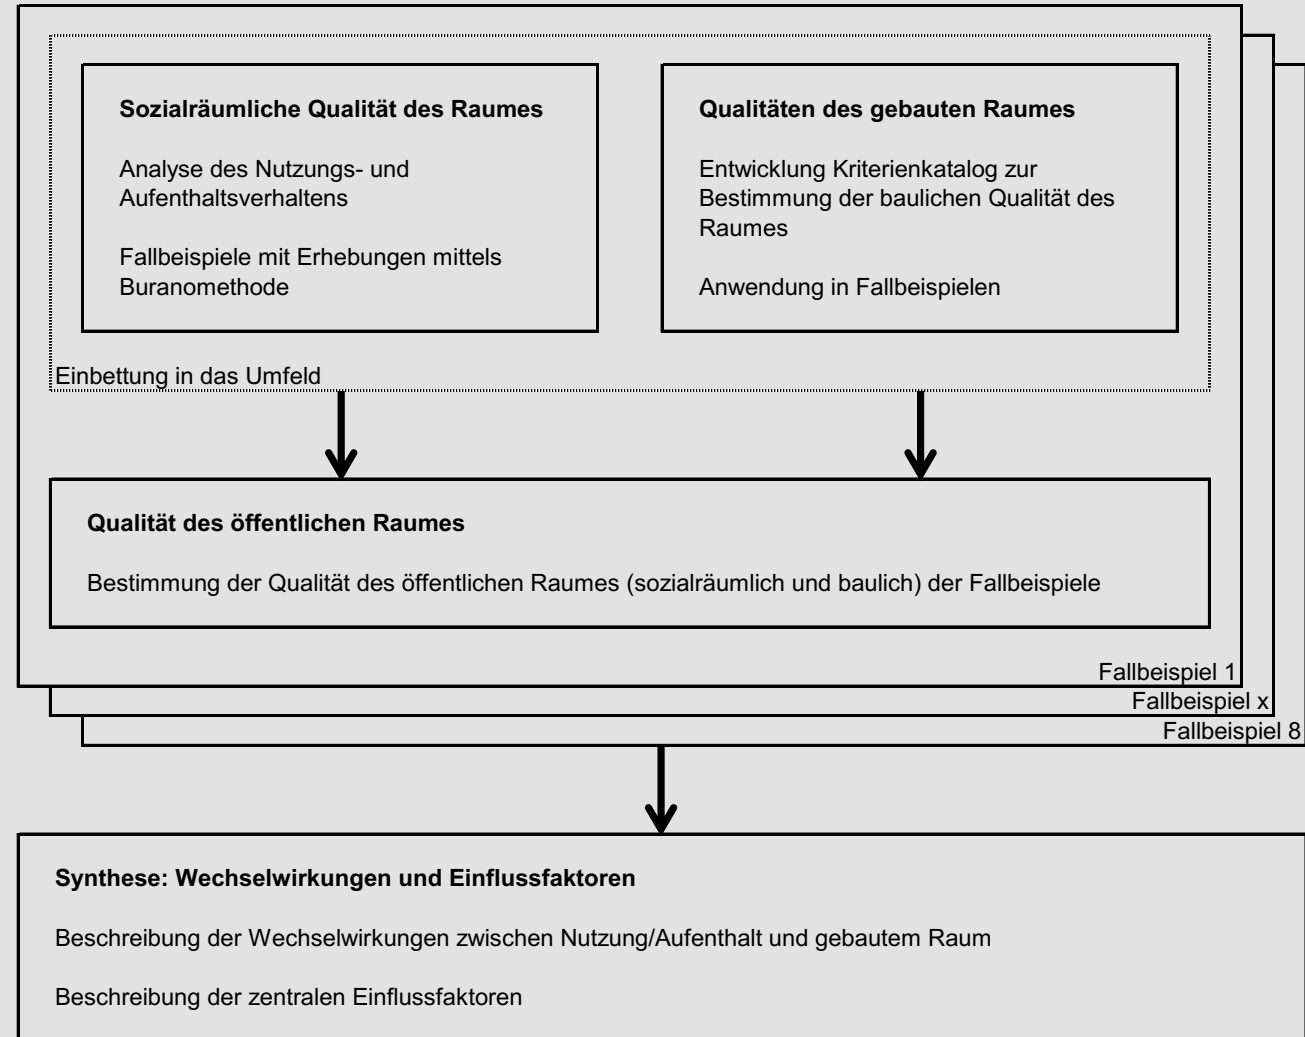 Sozialräumliche Qualität des Raumes
Analyse des Nutzungs- und
Aufenthaltsverhaltens
Fallbeispiele mit Erhebungen mittels
Buranomethode
Qualitäten des gebauten Raumes
Entwicklung Kriterienkatalog zur
Bestimmung der baulichen Qualität des
Raumes
Anwendung in Fallbeispielen
Einbettung in das Umfeld
Qualität des öffentlichen Raumes
Bestimmung der Qualität des öffentlichen Raumes (sozialräumlich und baulich) der Fallbeispiele
Fallbeispiel 1
Fallbeispiel x
Fallbeispiel 8
Synthese: Wechselwirkungen und Einflussfaktoren
Beschreibung der Wechselwirkungen zwischen Nutzung/Aufenthalt und gebautem Raum
Beschreibung der zentralen Einflussfaktoren